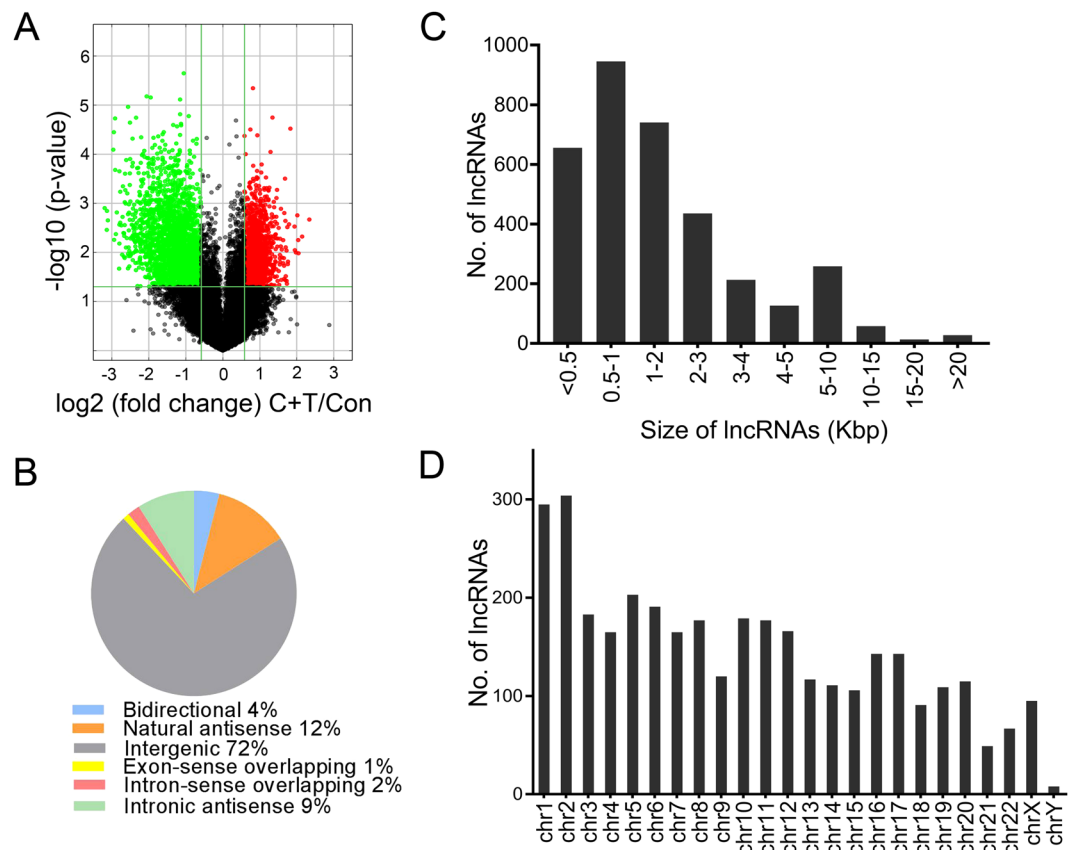 A
6
5
4
3
2
1
-log10 (p-value)
-3 -2 -1 0 1 2 3
log2 (fold change) C+T/Con
B
Bidirectional 4%
Natural antisense 12%
Intergenic 72%
Exon-sense overlapping 1%
Intron-sense overlapping 2%
Intronic antisense 9%
C
1000
800
600
400
200
0
No. of lncRNAs
<0.5 0.5-1 1-2 2-3 3-4 4-5 5-10 10-15 15-20 >20
Size of lncRNAs (Kbp)
D
300
200
100
0
No. of lncRNAs
chr1 chr2 chr3 chr4 chr5 chr6 chr7 chr8 chr9 chr10 chr11 chr12 chr13 chr14 chr15 chr16 chr17 chr18 chr19 chr20 chr21 chr22 chrX chrY